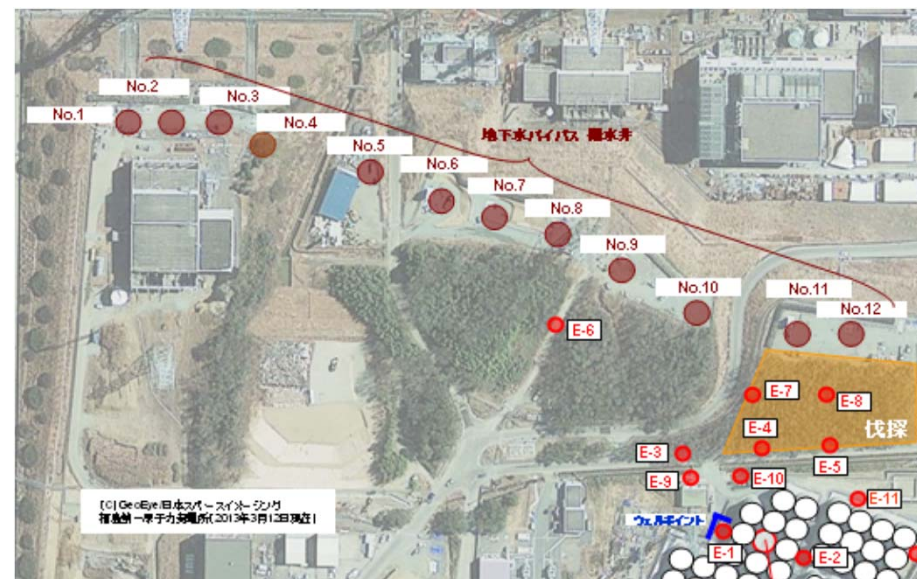 No.2
No.1
No.3
No.4
No.5
No.6
No.7
地下水バイパス 揚水井
No.8
No.9
No.10
No.11
No.12
E-6
E-7
E-8
伐採
E-4
E-3
E-5
E-9
E-10
E-11
ウェルポイント
E-1
E-2
(C)GeoEye/日本スペースイメージング
福島第一原子力発電所(2013年3月12日現在)